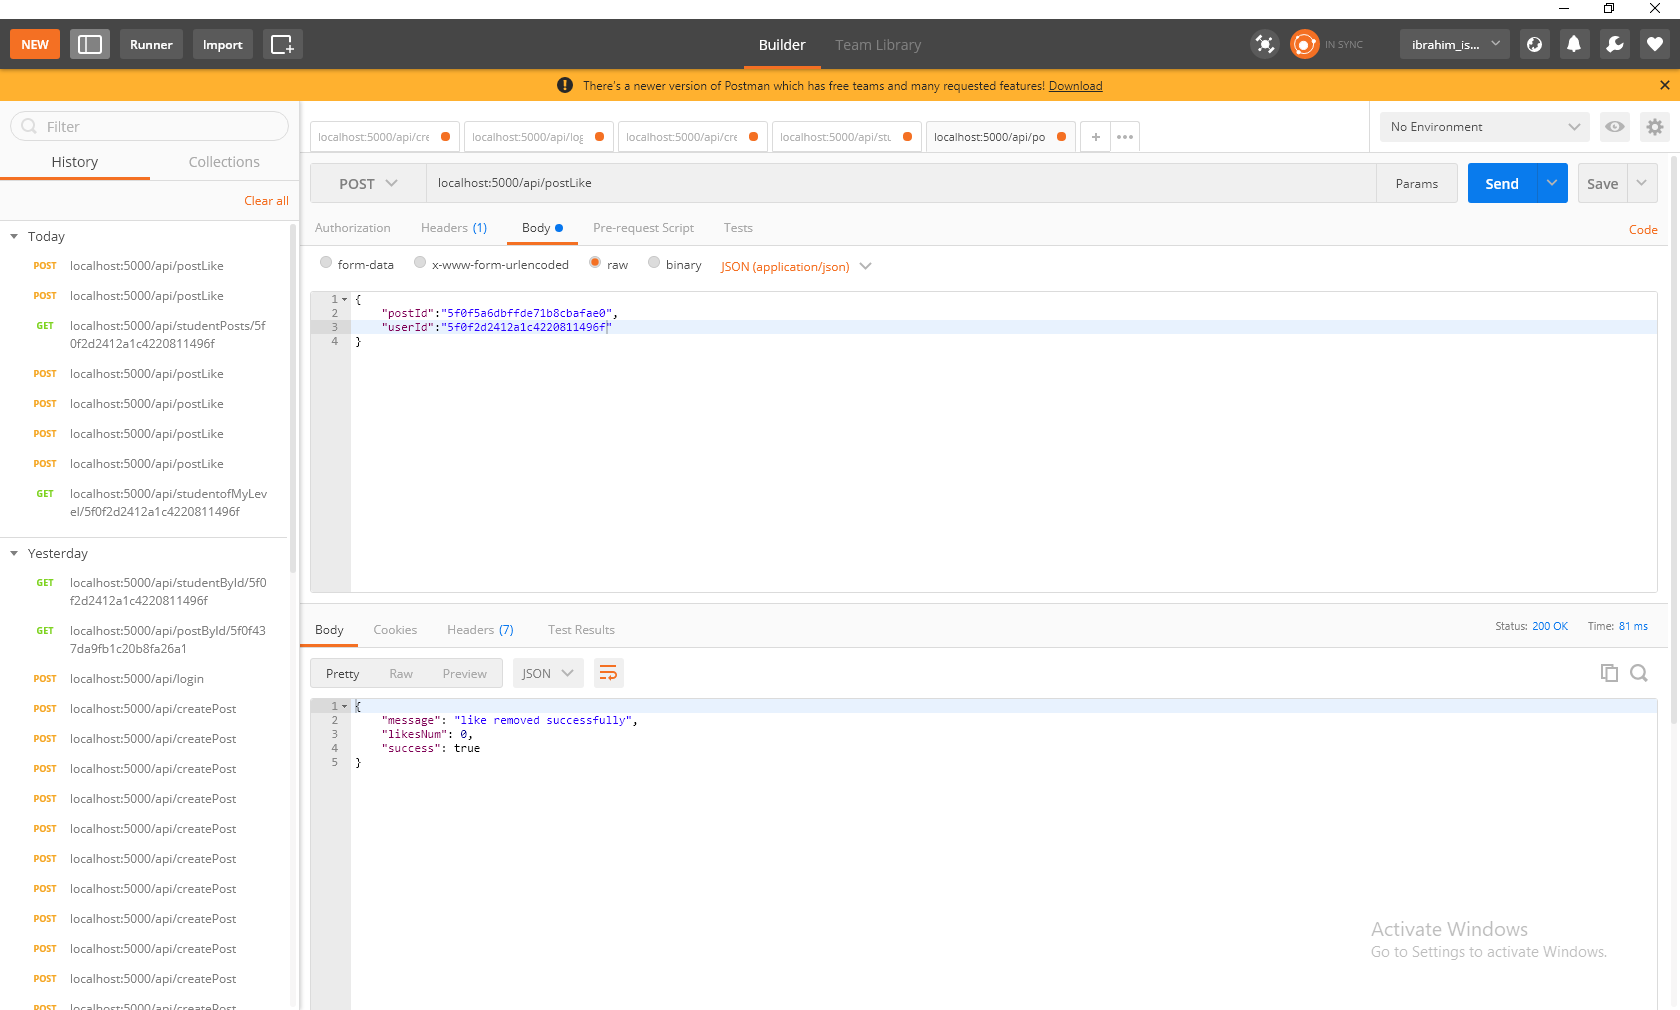 NEW
Runner
Import
Builder
Team Library
IN SYNC
ibrahim_is...
There's a newer version of Postman which has free teams and many requested features! Download
Filter
History
Collections
Clear all
Today
POST localhost:5000/api/postLike
POST localhost:5000/api/postLike
GET localhost:5000/api/studentPosts/5f
0f2d2412a1c4220811496f
POST localhost:5000/api/postLike
POST localhost:5000/api/postLike
POST localhost:5000/api/postLike
POST localhost:5000/api/postLike
GET localhost:5000/api/studentofMyLev
el/5f0f2d2412a1c4220811496f
Yesterday
GET localhost:5000/api/studentById/5f0
f2d2412a1c4220811496f
GET localhost:5000/api/postById/5f0f43
7da9fb1c20b8fa26a1
POST localhost:5000/api/login
POST localhost:5000/api/createPost
POST localhost:5000/api/createPost
POST localhost:5000/api/createPost
POST localhost:5000/api/createPost
POST localhost:5000/api/createPost
POST localhost:5000/api/createPost
POST localhost:5000/api/createPost
POST localhost:5000/api/createPost
POST localhost:5000/api/createPost
POST localhost:5000/api/createPost
POST localhost:5000/api/createPost
localhost:5000/api/cre
localhost:5000/api/log
localhost:5000/api/cre
localhost:5000/api/stu
localhost:5000/api/po
+
•••
No Environment
POST
localhost:5000/api/postLike
Params
Send
Save
Authorization
Headers (1)
Body
Pre-request Script
Tests
Code
form-data
x-www-form-urlencoded
raw
binary
JSON (application/json)
1 {
2 "postId":"5f0f5a6dbffde71b8cbafae0",
3 "userId":"5f0f2d2412a1c4220811496f"
4 }
Body
Cookies
Headers (7)
Test Results
Status: 200 OK
Time: 81 ms
Pretty
Raw
Preview
JSON
1 {
2 "message": "like removed successfully",
3 "likesNum": 0,
4 "success": true
5 }
Activate Windows
Go to Settings to activate Windows.